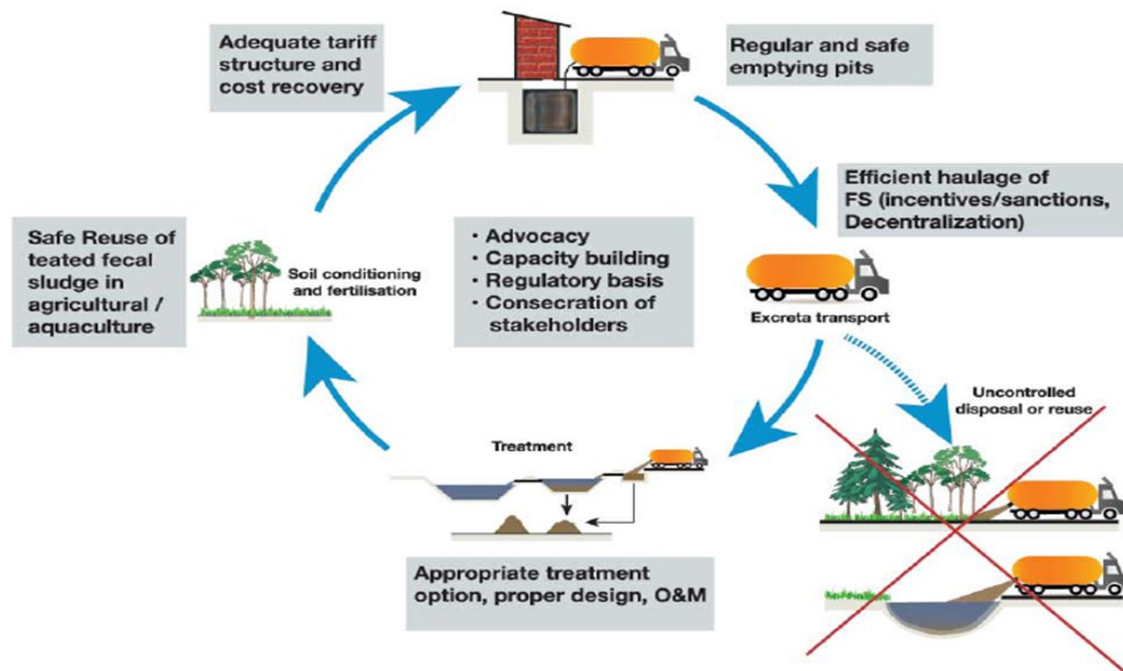 Adequate tariff
structure and
cost recovery
Regular and safe
emptying pits
Efficient haulage of
FS (incentives/sanctions,
Decentralization)
Safe Reuse of
teated fecal
sludge in
agricultural /
aquaculture
Soil conditioning
and fertilisation
• Advocacy
• Capacity building
• Regulatory basis
• Consecration of
stakeholders
Excreta transport
Uncontrolled
disposal or reuse
Treatment
Appropriate treatment
option, proper design, O&M